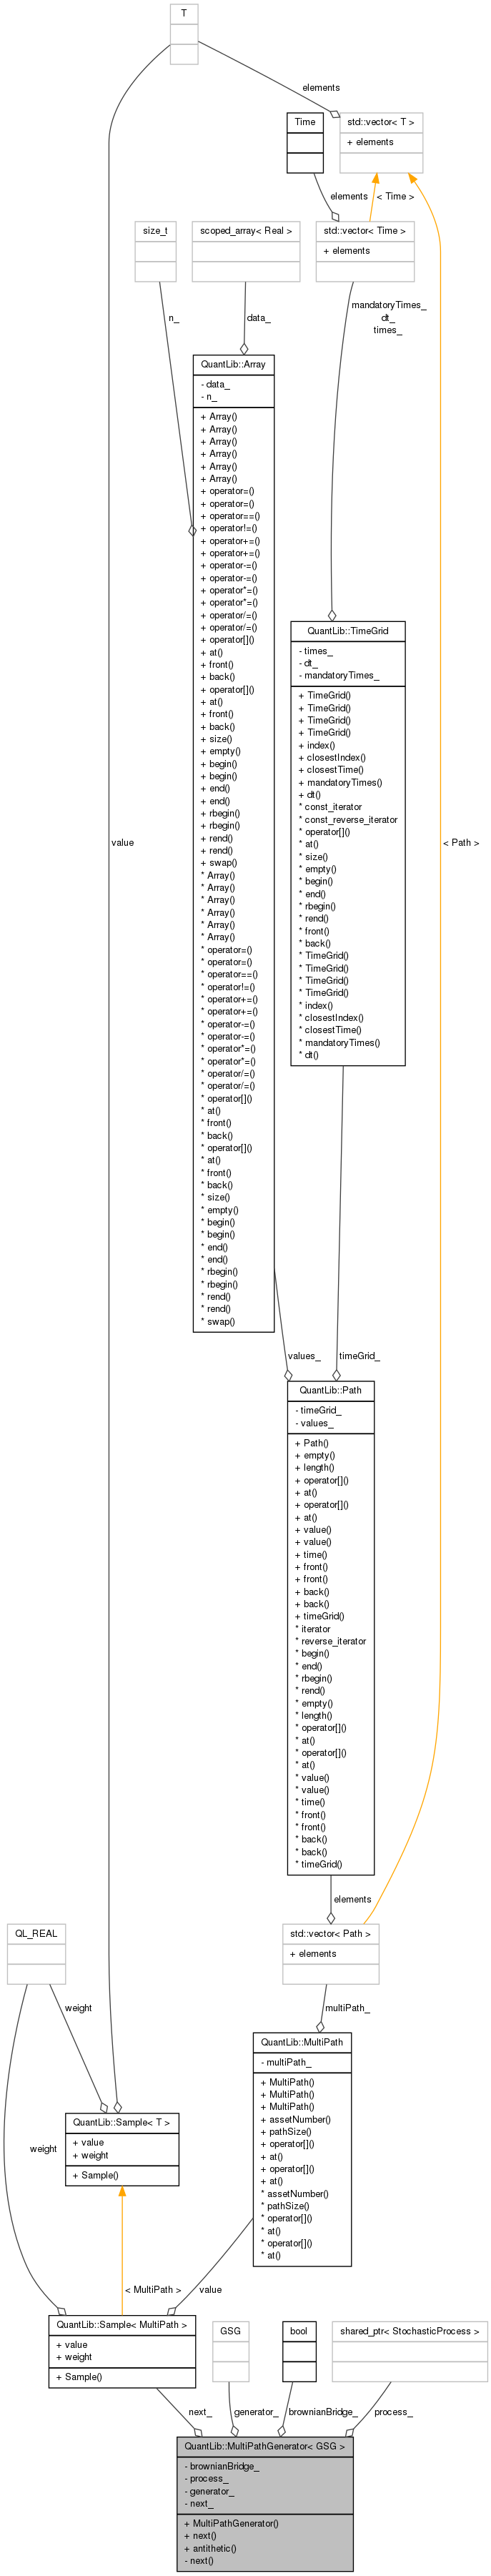 T
elements
Time
std::vector< T >
+ elements
elements
< Time >
size_t
scoped_array< Real >
std::vector< Time >
+ elements
n_
data_
mandatoryTimes_
dt_
times_
QuantLib::Array
- data_
- n_
+ Array()
+ Array()
+ Array()
+ Array()
+ Array()
+ Array()
+ operator=()
+ operator=()
+ operator==()
+ operator!=()
+ operator+=()
+ operator+=()
+ operator-=()
+ operator-=()
+ operator*=()
+ operator*=()
+ operator/=()
+ operator/=()
+ operator[]()
+ at()
+ front()
+ back()
+ operator[]()
+ at()
+ front()
+ back()
+ size()
+ empty()
+ begin()
+ begin()
+ end()
+ end()
+ rbegin()
+ rbegin()
+ rend()
+ rend()
+ swap()
* Array()
* Array()
* Array()
* Array()
* Array()
* Array()
* operator=()
* operator=()
* operator==()
* operator!=()
* operator+=()
* operator+=()
* operator-=()
* operator-=()
* operator*=()
* operator*=()
* operator/=()
* operator/=()
* operator[]()
* at()
* front()
* back()
* operator[]()
* at()
* front()
* back()
* size()
* empty()
* begin()
* begin()
* end()
* end()
* rbegin()
* rbegin()
* rend()
* rend()
* swap()
QuantLib::TimeGrid
- times_
- dt_
- mandatoryTimes_
+ TimeGrid()
+ TimeGrid()
+ TimeGrid()
+ TimeGrid()
+ index()
+ closestIndex()
+ closestTime()
+ mandatoryTimes()
+ dt()
* const_iterator
* const_reverse_iterator
* operator[]()
* at()
* size()
* empty()
* begin()
* end()
* rbegin()
* rend()
* front()
* back()
* TimeGrid()
* TimeGrid()
* TimeGrid()
* TimeGrid()
* index()
* closestIndex()
* closestTime()
* mandatoryTimes()
* dt()
value
< Path >
values_
timeGrid_
QuantLib::Path
- timeGrid_
- values_
+ Path()
+ empty()
+ length()
+ operator[]()
+ at()
+ operator[]()
+ at()
+ value()
+ value()
+ time()
+ front()
+ front()
+ back()
+ back()
+ timeGrid()
* iterator
* reverse_iterator
* begin()
* end()
* rbegin()
* rend()
* empty()
* length()
* operator[]()
* at()
* operator[]()
* at()
* value()
* value()
* time()
* front()
* front()
* back()
* back()
* timeGrid()
elements
QL_REAL
std::vector< Path >
+ elements
weight
multiPath_
QuantLib::MultiPath
- multiPath_
+ MultiPath()
+ MultiPath()
+ MultiPath()
+ assetNumber()
+ pathSize()
+ operator[]()
+ at()
+ operator[]()
+ at()
* assetNumber()
* pathSize()
* operator[]()
* at()
* operator[]()
* at()
QuantLib::Sample< T >
+ value
+ weight
+ Sample()
weight
< MultiPath >
value
QuantLib::Sample< MultiPath >
+ value
+ weight
+ Sample()
GSG
bool
shared_ptr< StochasticProcess >
next_
generator_
brownianBridge_
process_
QuantLib::MultiPathGenerator< GSG >
- brownianBridge_
- process_
- generator_
- next_
+ MultiPathGenerator()
+ next()
+ antithetic()
- next()